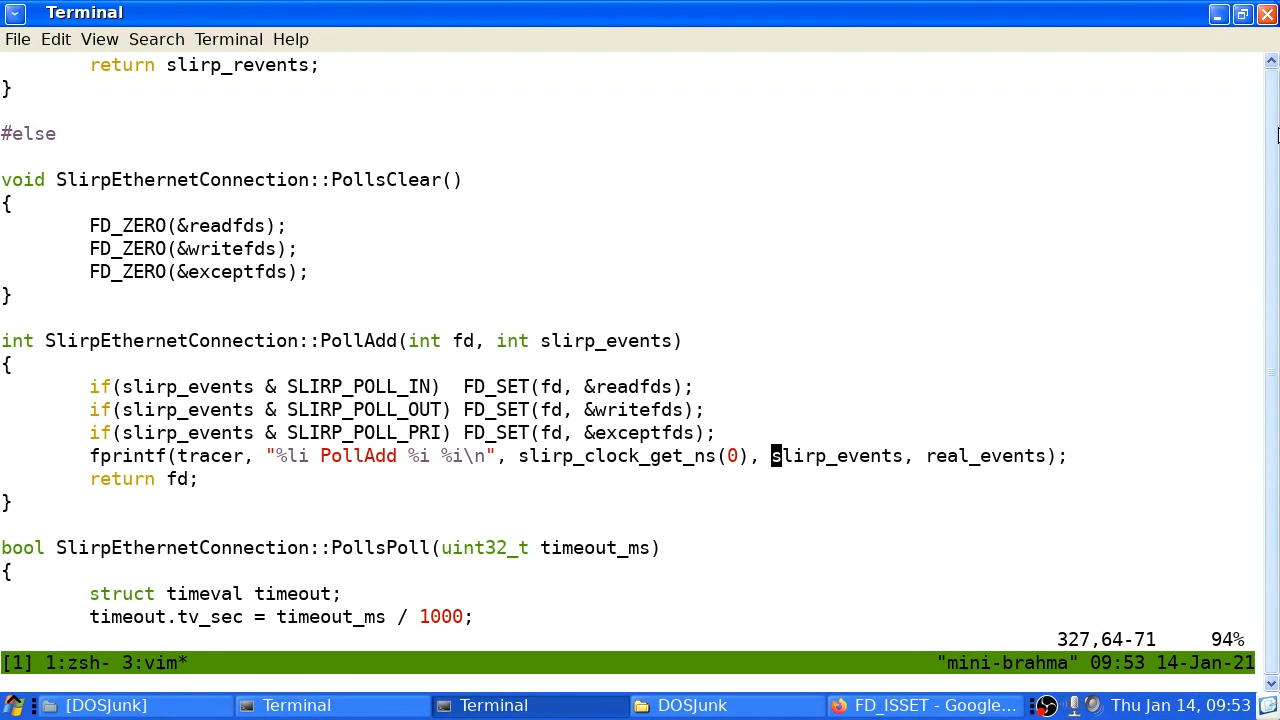 Terminal
File Edit View Search Terminal Help
return slirp_revents;
}
#else
void SlirpEthernetConnection::PollsClear()
{
FD_ZERO(&readfds);
FD_ZERO(&writefds);
FD_ZERO(&exceptfds);
}
int SlirpEthernetConnection::PollAdd(int fd, int slirp_events)
{
if(slirp_events & SLIRP_POLL_IN)  FD_SET(fd, &readfds);
if(slirp_events & SLIRP_POLL_OUT) FD_SET(fd, &writefds);
if(slirp_events & SLIRP_POLL_PRI) FD_SET(fd, &exceptfds);
fprintf(tracer, "%li PollAdd %i %i\n", slirp_clock_get_ns(0), slirp_events, real_events);
return fd;
}
bool SlirpEthernetConnection::PollsPoll(uint32_t timeout_ms)
{
struct timeval timeout;
timeout.tv_sec = timeout_ms / 1000;
327,64-71 94%
[1] 1:zsh- 3:vim* "mini-brahma" 09:53 14-Jan-21
[DOSJunk] Terminal Terminal DOSJunk FD_ISSET - Google... Thu Jan 14, 09:53